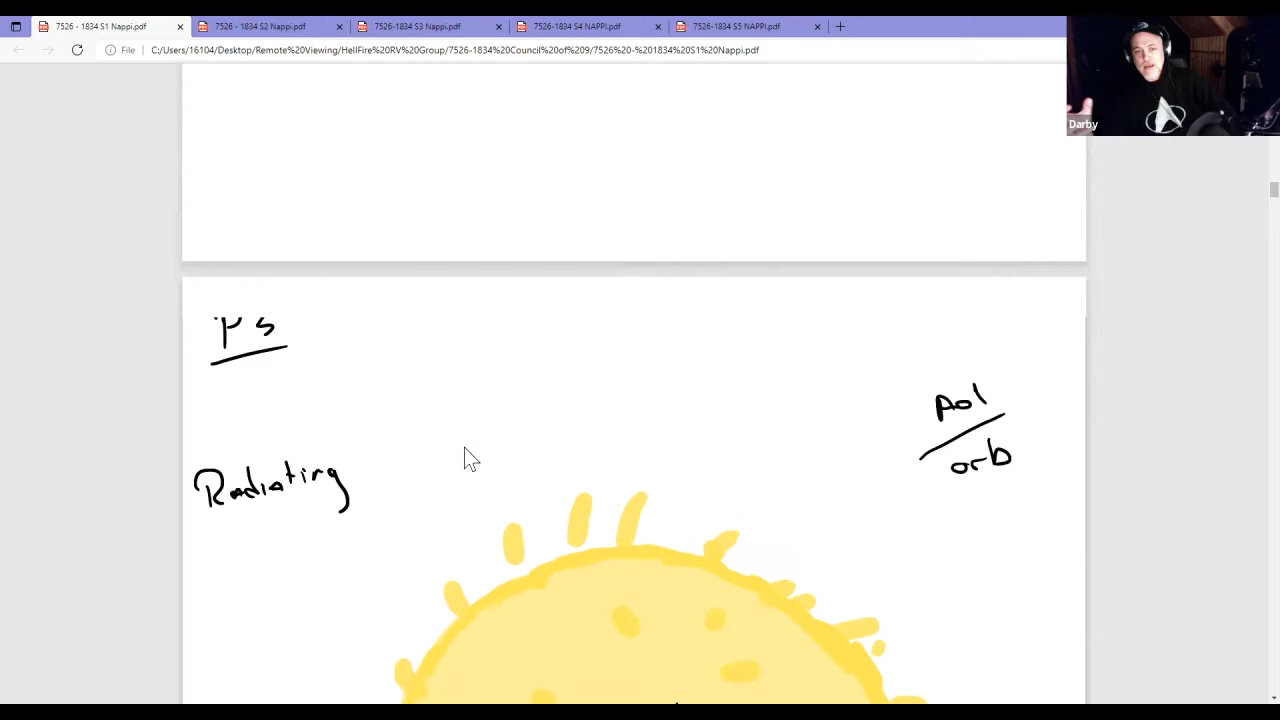 7526 - 1834 S1 Nappi.pdf
7526 - 1834 S2 Nappi.pdf
7526-1834 S3 Nappi.pdf
7526-1834 S4 NAPPI.pdf
7526-1834 S5 NAPPI.pdf
File
C:/Users/16104/Desktop/Remote%20Viewing/HellFire%20RV%20Group/7526-1834%20Council%20of%209/7526%20-%201834%20S1%20Nappi.pdf
Darby
PS
Aol
orb
Radiating